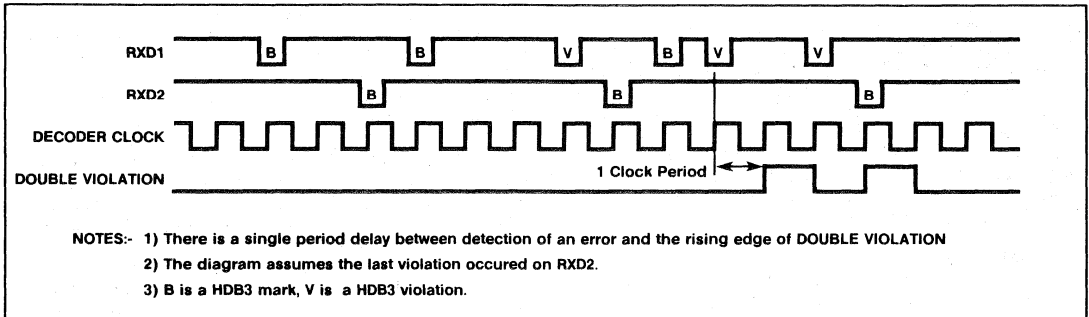 RXD1 B B V B V V
RXD2 B B B
DECODER CLOCK
DOUBLE VIOLATION 1 Clock Period
NOTES:- 1) There is a single period delay between detection of an error and the rising edge of DOUBLE VIOLATION
2) The diagram assumes the last violation occured on RXD2.
3) B is a HDB3 mark, V is a HDB3 violation.